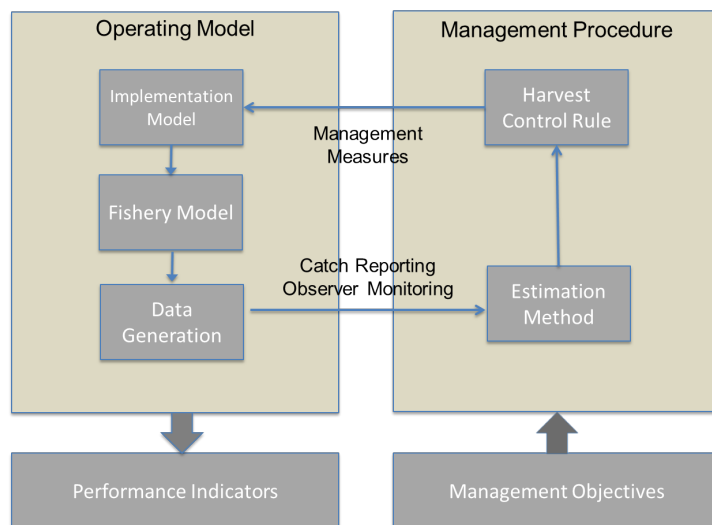 Operating Model
Implementation
Model
Fishery Model
Data
Generation
Management
Measures
Catch Reporting
Observer Monitoring
Management Procedure
Harvest
Control Rule
Estimation
Method
Performance Indicators
Management Objectives